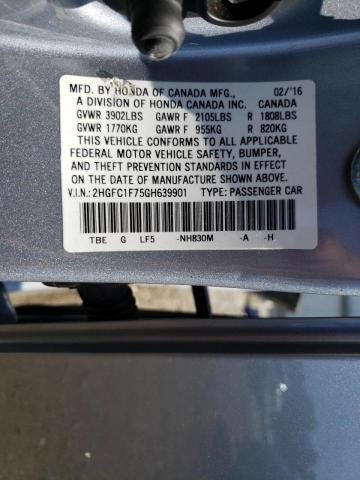 MFD. BY HONDA OF CANADA MFG., 02/'16
A DIVISION OF HONDA CANADA INC. CANADA
GVWR 3902LBS GAWR F 2105LBS R 1808LBS
GVWR 1770KG GAWR F 955KG R 820KG
THIS VEHICLE CONFORMS TO ALL APPLICABLE
FEDERAL MOTOR VEHICLE SAFETY, BUMPER,
AND THEFT PREVENTION STANDARDS IN EFFECT
ON THE DATE OF MANUFACTURE SHOWN ABOVE.
V.I.N.: 2HGFC1F75GH639901 TYPE: PASSENGER CAR
TBE G LF5 -NH830M -A -H